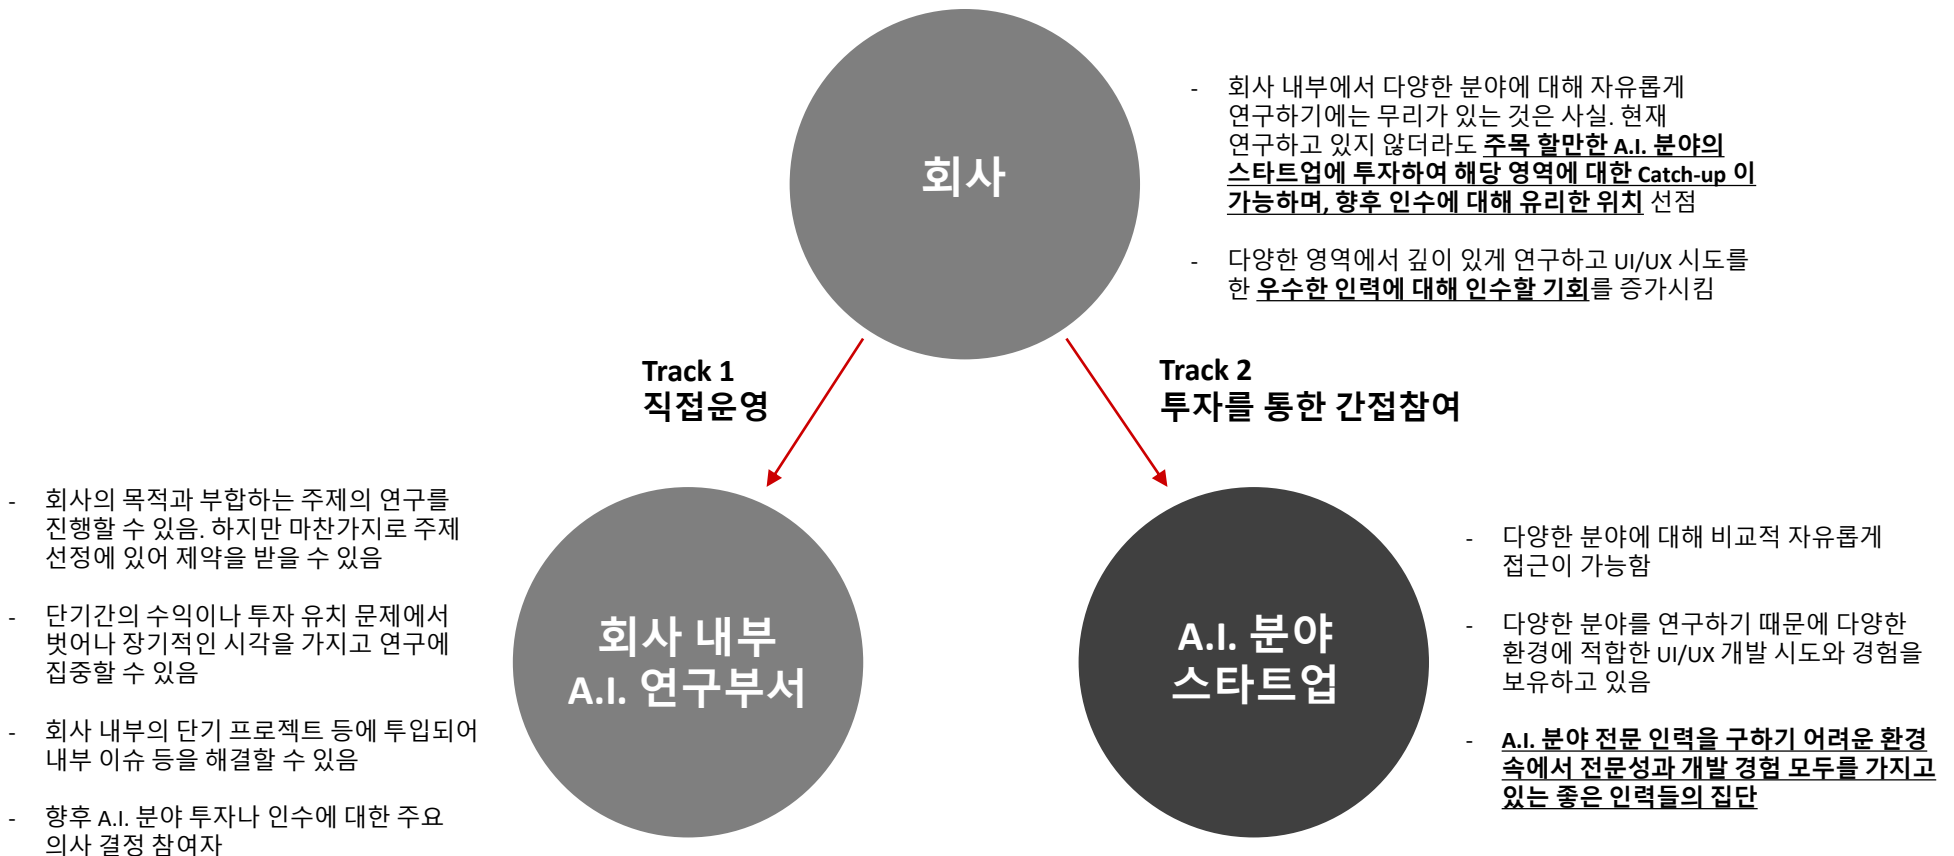 회사
- 회사 내부에서 다양한 분야에 대해 자유롭게
연구하기에는 무리가 있는 것은 사실. 현재
연구하고 있지 않더라도 주목 할만한 A.I. 분야의
스타트업에 투자하여 해당 영역에 대한 Catch-up 이
가능하며, 향후 인수에 대해 유리한 위치 선점
- 다양한 영역에서 깊이 있게 연구하고 UI/UX 시도를
한 우수한 인력에 대해 인수할 기회를 증가시킴
Track 1
직접운영
Track 2
투자를 통한 간접참여
- 회사의 목적과 부합하는 주제의 연구를
진행할 수 있음. 하지만 마찬가지로 주제
선정에 있어 제약을 받을 수 있음
- 단기간의 수익이나 투자 유치 문제에서
벗어나 장기적인 시각을 가지고 연구에
집중할 수 있음
- 회사 내부의 단기 프로젝트 등에 투입되어
내부 이슈 등을 해결할 수 있음
- 향후 A.I. 분야 투자나 인수에 대한 주요
의사 결정 참여자
회사 내부
A.I. 연구부서
A.I. 분야
스타트업
- 다양한 분야에 대해 비교적 자유롭게
접근이 가능함
- 다양한 분야를 연구하기 때문에 다양한
환경에 적합한 UI/UX 개발 시도와 경험을
보유하고 있음
- A.I. 분야 전문 인력을 구하기 어려운 환경
속에서 전문성과 개발 경험 모두를 가지고
있는 좋은 인력들의 집단